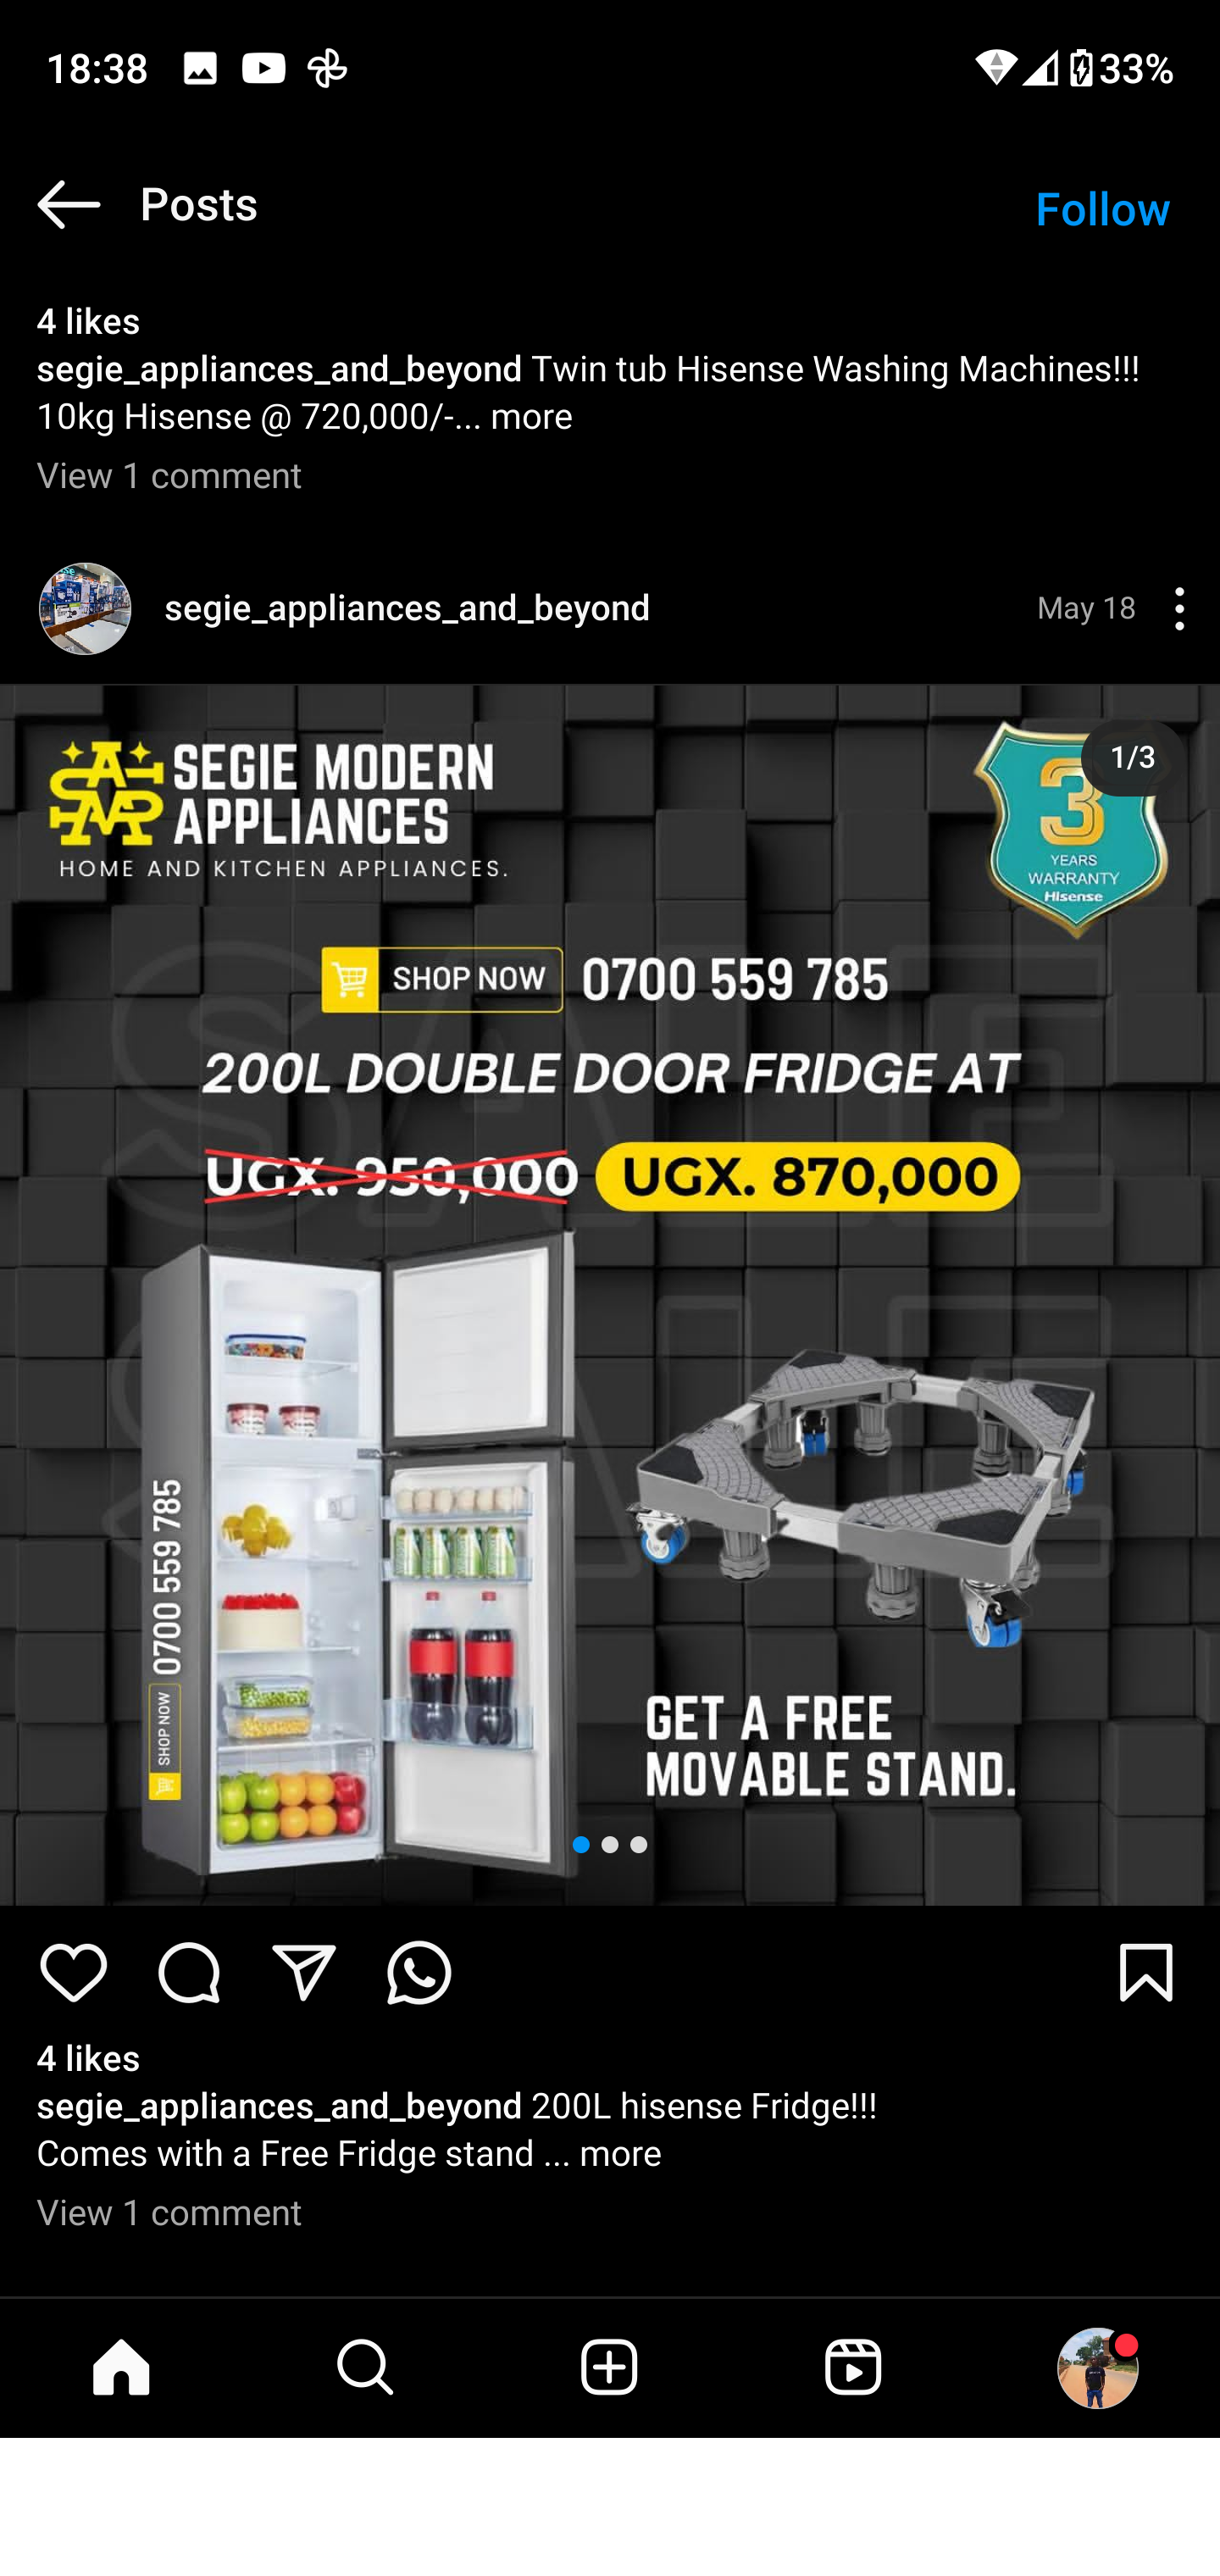 18:38
33%
Posts
Follow
4 likes
segie_appliances_and_beyond Twin tub Hisense Washing Machines!!!
10kg Hisense @ 720,000/-... more
View 1 comment
segie_appliances_and_beyond
May 18
SEGIE MODERN
APPLIANCES
HOME AND KITCHEN APPLIANCES.
1/3
3
YEARS
WARRANTY
Hisense
SHOP NOW
0700 559 785
200L DOUBLE DOOR FRIDGE AT
UGX. 950,000
UGX. 870,000
SALE
SALE
SHOP NOW 0700 559 785
GET A FREE
MOVABLE STAND.
4 likes
segie_appliances_and_beyond 200L hisense Fridge!!!
Comes with a Free Fridge stand ... more
View 1 comment